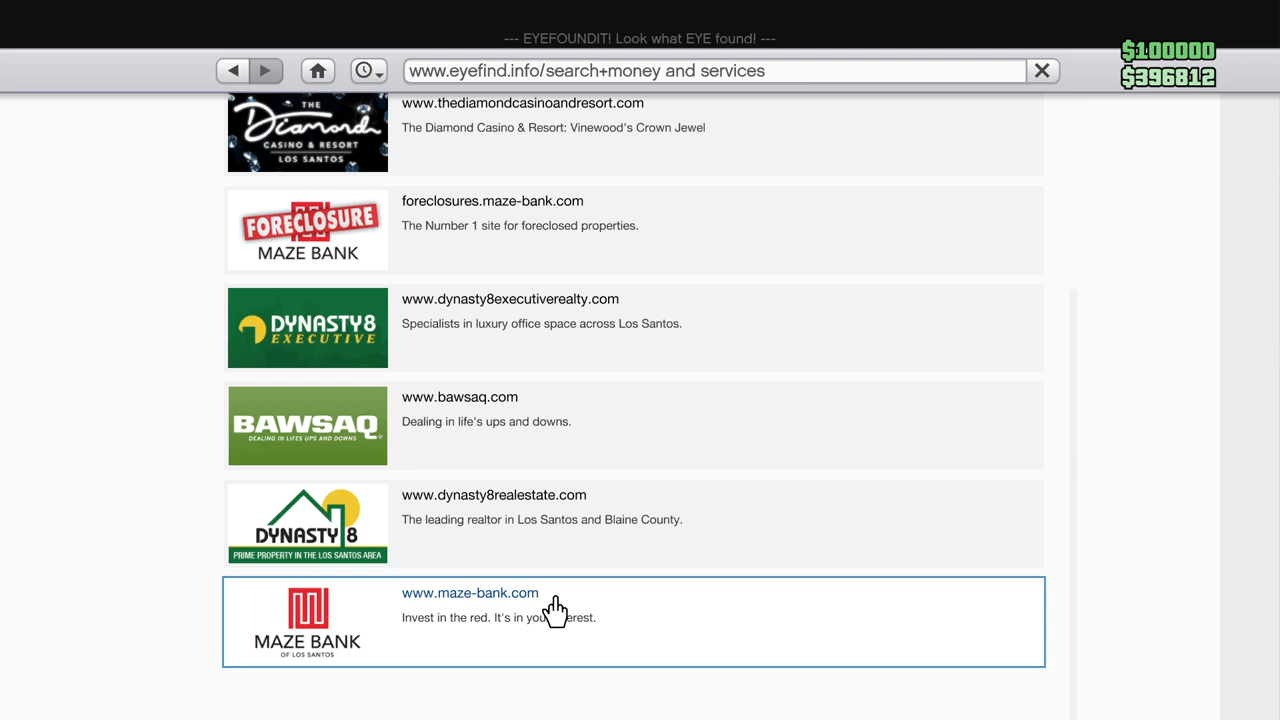 --- EYEFOUNDIT! Look what EYE found! ---
www.eyefind.info/search+money and services
$100000
$396812
THE
Diamond
CASINO & RESORT
LOS SANTOS
www.thediamondcasinoandresort.com
The Diamond Casino & Resort: Vinewood's Crown Jewel
FORECLOSURE
MAZE BANK
foreclosures.maze-bank.com
The Number 1 site for foreclosed properties.
DYNASTY8
EXECUTIVE
www.dynasty8executiverealty.com
Specialists in luxury office space across Los Santos.
BAWSAQ
DEALING IN LIFES UPS AND DOWNS
www.bawsaq.com
Dealing in life's ups and downs.
DYNASTY 8
PRIME PROPERTY IN THE LOS SANTOS AREA
www.dynasty8realestate.com
The leading realtor in Los Santos and Blaine County.
MAZE BANK
OF LOS SANTOS
www.maze-bank.com
Invest in the red. It's in your interest.